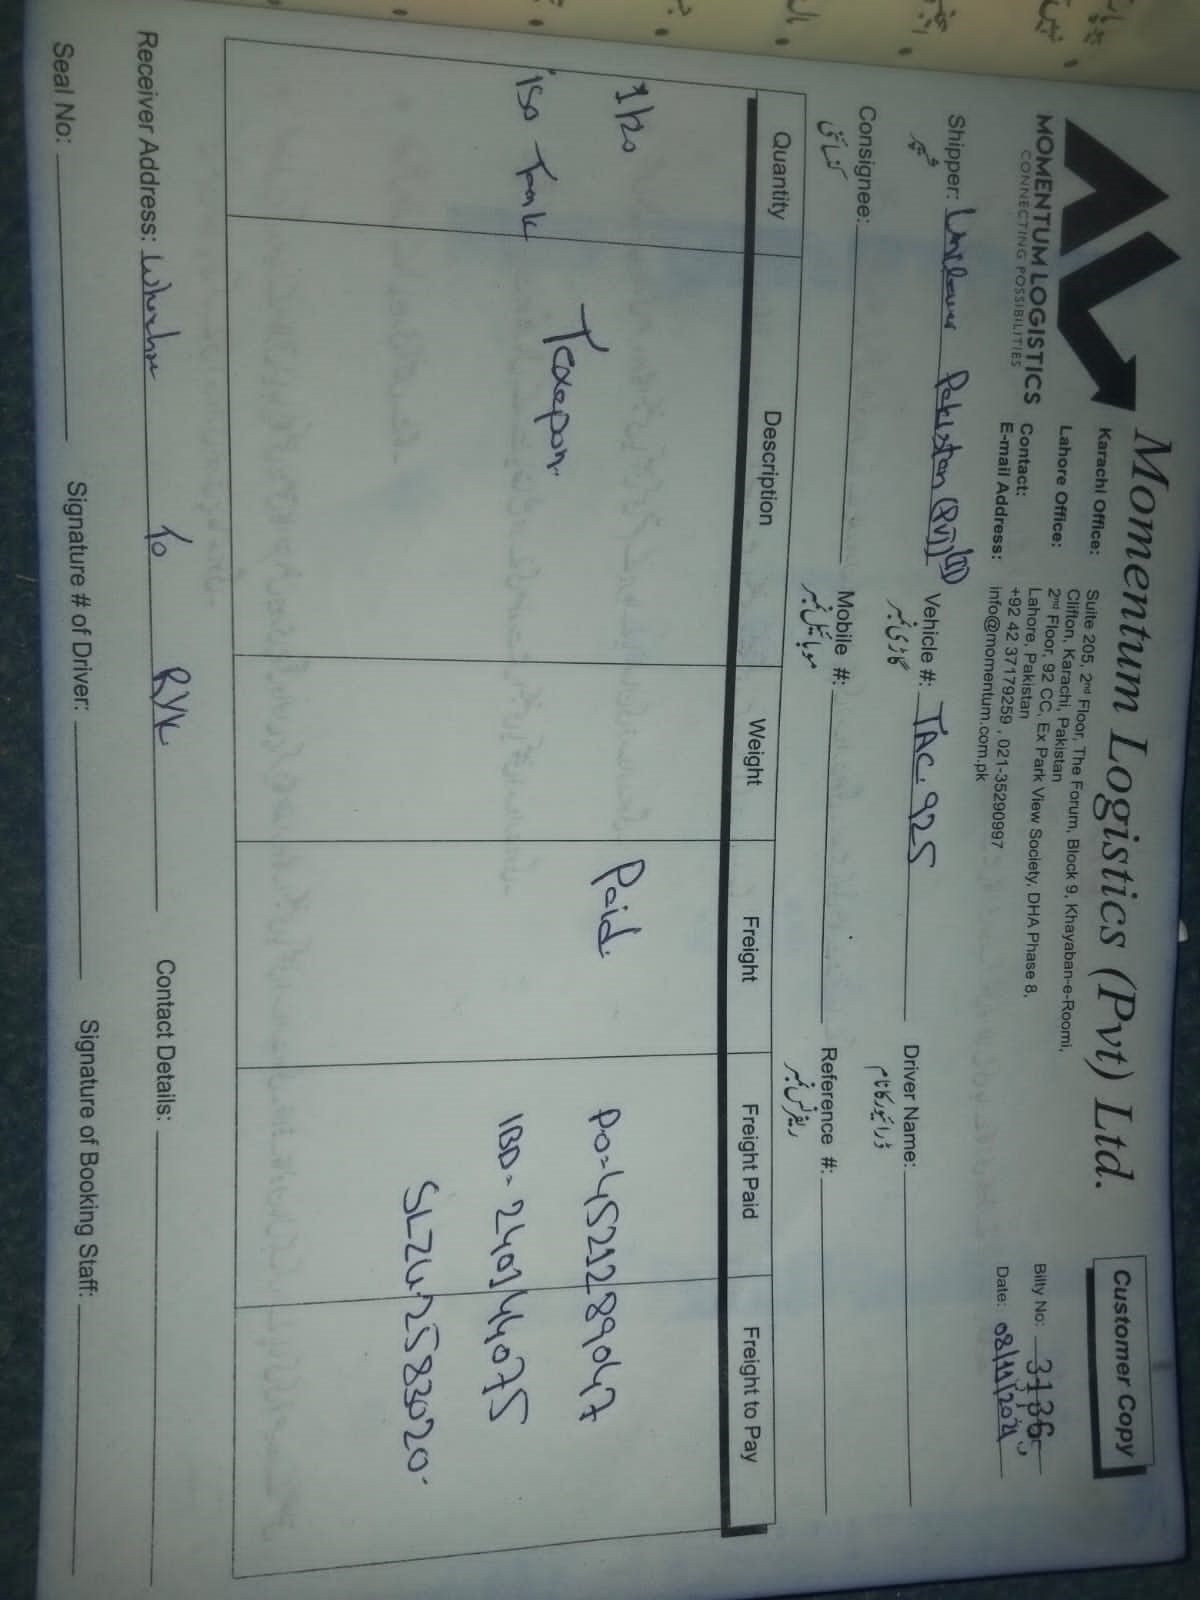 Momentum Logistics (Pvt) Ltd.
Customer Copy
MOMENTUM LOGISTICS
CONNECTING POSSIBILITIES
Karachi Office: Suite 205, 2nd Floor, The Forum, Block 9, Khayaban-e-Roomi,
Clifton, Karachi, Pakistan
Lahore Office: 2nd Floor, 92 CC, Ex Park View Society, DHA Phase 8,
Lahore, Pakistan
Contact: +92 42 37179259 , 021-35290997
E-mail Address: info@momentum.com.pk
Bilty No: 3136
Date: 08/11/2021
Shipper: Unilever Pakistan (PVT) Vehicle #: TAC.925 Driver Name:
شپر گاڑی نمبر ڈرائیور کا نام
Consignee: Mobile #: Reference #:
کنسائنی موبائیل نمبر ریفرنس نمبر
Quantity Description Weight Freight Freight Paid Freight to Pay
1/20 Paid. PO-4521289047
Iso Tank Texapon. IBD-240144075
SLZU.2583020.
Receiver Address: To RYK Contact Details:
Seal No: Signature # of Driver: Signature of Booking Staff: